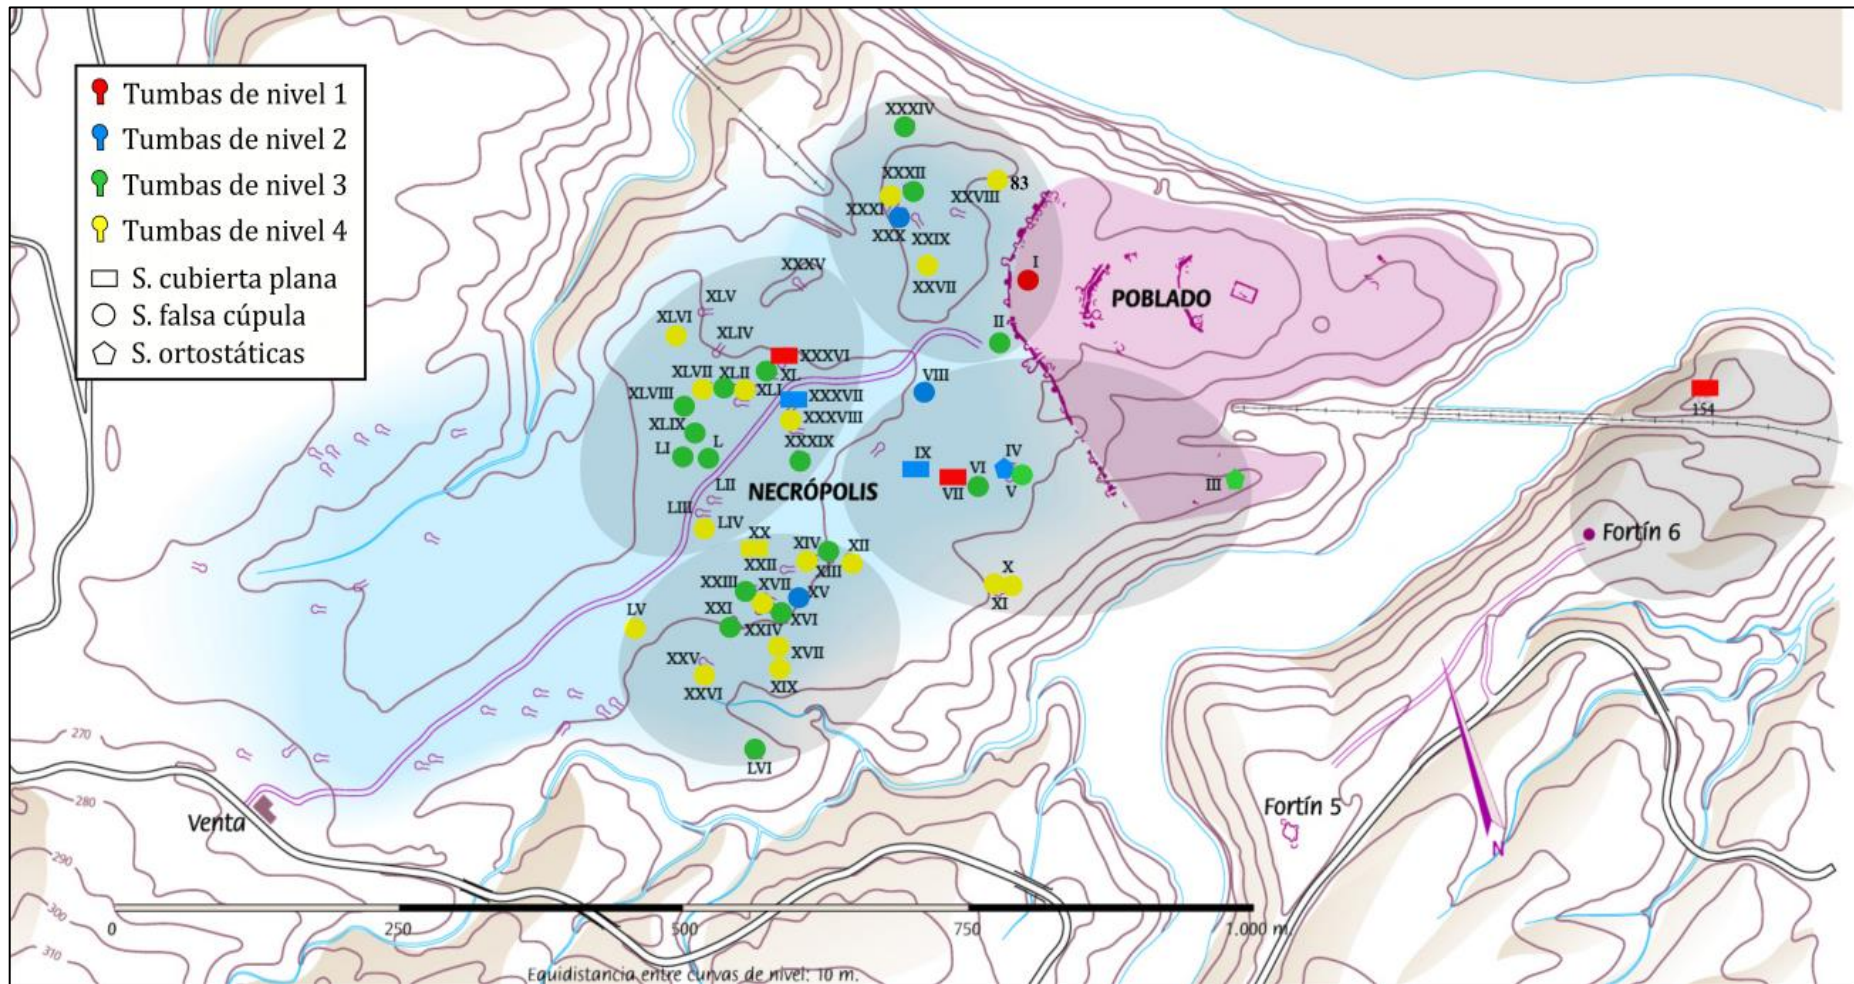 Tumbas de nivel 1
Tumbas de nivel 2
Tumbas de nivel 3
Tumbas de nivel 4
S. cubierta plana
S. falsa cúpula
S. ortostáticas
XXXIV
XXXII
XXVIII
83
XXXI
XXX
XXIX
XXVII
I
POBLADO
II
XXXV
XLV
XLVI
XLIV
XXXVI
XL
XLVII
XLII
XLI
XXXVII
VIII
XLVIII
XXXVIII
154
XLIX
XXXIX
LI
L
IX
VI
IV
VII
V
III
NECRÓPOLIS
LII
LIII
LIV
XX
XIV
XII
Fortín 6
XXII
XIII
X
XXIII
XVII
XV
XI
LV
XXI
XVI
XXIV
XXV
XVII
XXVI
XIX
LVI
270
280
290
300
310
Venta
Fortín 5
N
0
250
500
750
1.000 m.
Equidistancia entre curvas de nivel: 10 m.